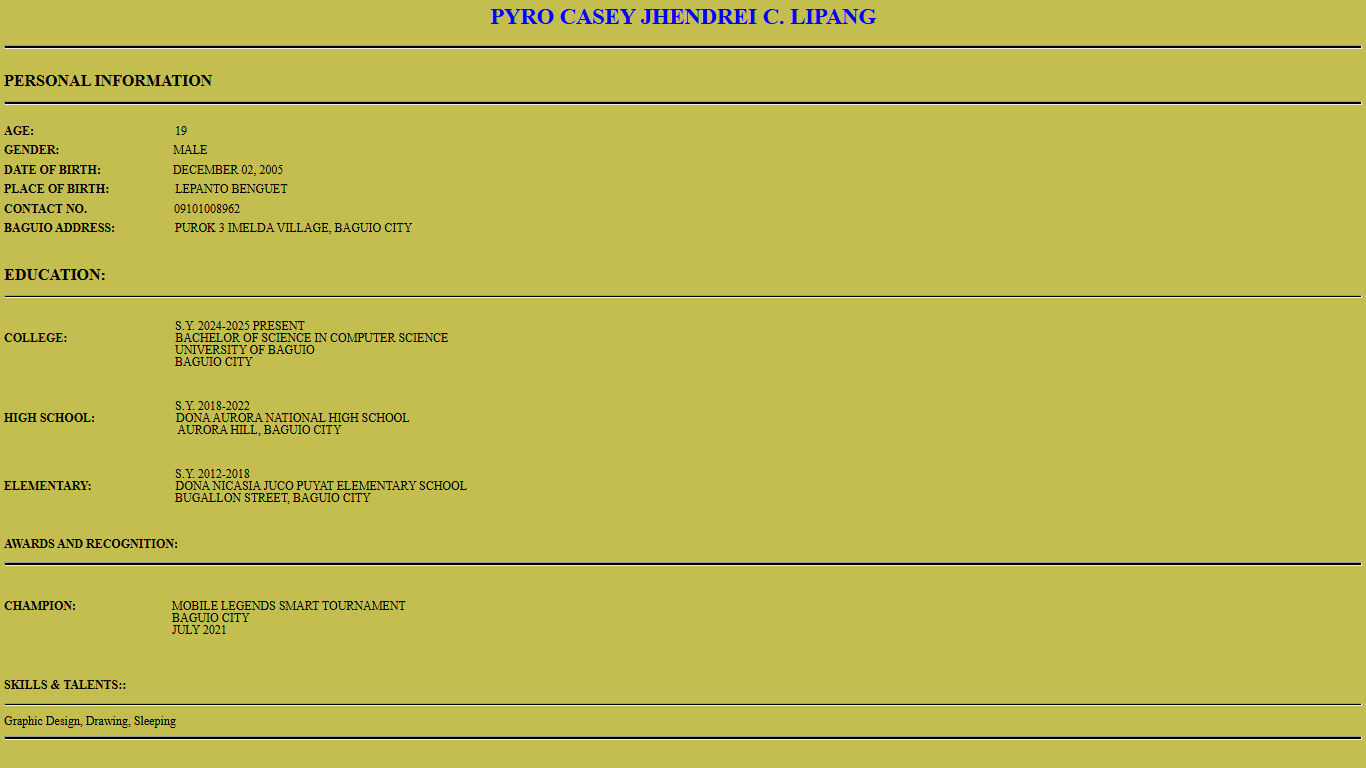 PYRO CASEY JHENDREI C. LIPANG
PERSONAL INFORMATION
AGE: 19
GENDER: MALE
DATE OF BIRTH: DECEMBER 02, 2005
PLACE OF BIRTH: LEPANTO BENGUET
CONTACT NO. 09101008962
BAGUIO ADDRESS: PUROK 3 IMELDA VILLAGE, BAGUIO CITY
EDUCATION:
S.Y. 2024-2025 PRESENT
COLLEGE: BACHELOR OF SCIENCE IN COMPUTER SCIENCE
UNIVERSITY OF BAGUIO
BAGUIO CITY
S.Y. 2018-2022
HIGH SCHOOL: DONA AURORA NATIONAL HIGH SCHOOL
AURORA HILL, BAGUIO CITY
S.Y. 2012-2018
ELEMENTARY: DONA NICASIA JUCO PUYAT ELEMENTARY SCHOOL
BUGALLON STREET, BAGUIO CITY
AWARDS AND RECOGNITION:
CHAMPION: MOBILE LEGENDS SMART TOURNAMENT
BAGUIO CITY
JULY 2021
SKILLS & TALENTS::
Graphic Design, Drawing, Sleeping